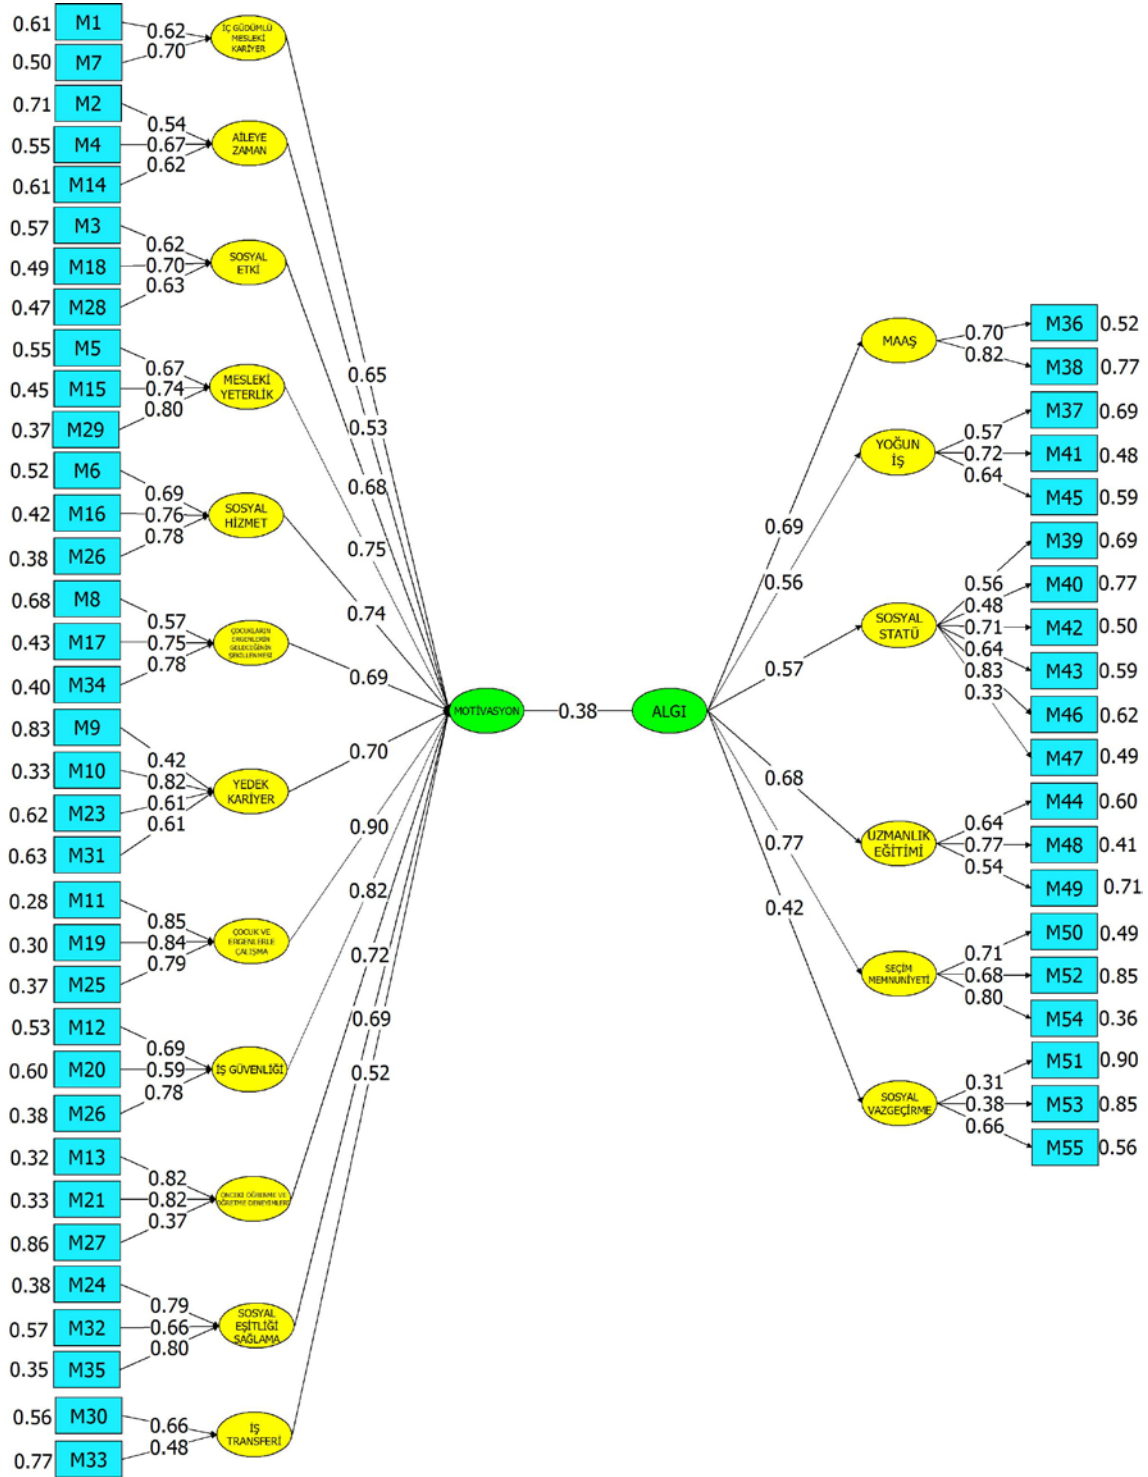 0.61 M1 0.62
0.50 M7 0.70
İÇ GÜDÜMLÜ
MESLEKİ
KARİYER
0.71 M2 0.54
0.55 M4 0.67
0.61 M14 0.62
AİLEYE
ZAMAN
0.57 M3 0.62
0.49 M18 0.70
0.47 M28 0.63
SOSYAL
ETKİ
0.55 M5 0.67
0.45 M15 0.74
0.37 M29 0.80
MESLEKİ
YETERLİK
0.52 M6 0.69
0.42 M16 0.76
0.38 M26 0.78
SOSYAL
HİZMET
0.68 M8 0.57
0.43 M17 0.75
0.40 M34 0.78
ÇOCUKLARIN
ERGENLERİN
GELECEĞİNİN
ŞEKİLLENMESİ
0.83 M9 0.42
0.33 M10 0.82
0.62 M23 0.61
0.63 M31 0.61
YEDEK
KARİYER
0.28 M11 0.85
0.30 M19 0.84
0.37 M25 0.79
ÇOCUK VE
ERGENLERLE
ÇALIŞMA
0.53 M12 0.69
0.60 M20 0.59
0.38 M26 0.78
İŞ GÜVENLİĞİ
0.32 M13 0.82
0.33 M21 0.82
0.86 M27 0.37
ÖNCEKİ ÖĞRENME VE
ÖĞRETME DENEYİMLERİ
0.38 M24 0.79
0.57 M32 0.66
0.35 M35 0.80
SOSYAL
EŞİTLİĞİ
SAĞLAMA
0.56 M30 0.66
0.77 M33 0.48
İŞ
TRANSFERİ
0.65
0.53
0.68
0.75
0.74
0.69
0.70
0.90
0.82
0.72
0.69
0.52
MOTİVASYON 0.38 ALGI
0.69
0.56
0.57
0.68
0.77
0.42
MAAŞ
0.70 M36 0.52
0.82 M38 0.77
YOĞUN
İŞ
0.57 M37 0.69
0.72 M41 0.48
0.64 M45 0.59
SOSYAL
STATÜ
0.56 M39 0.69
0.48 M40 0.77
0.71 M42 0.50
0.64 M43 0.59
0.83 M46 0.62
0.33 M47 0.49
UZMANLIK
EĞİTİMİ
0.64 M44 0.60
0.77 M48 0.41
0.54 M49 0.71
SEÇİM
MEMNUNİYETİ
0.71 M50 0.49
0.68 M52 0.85
0.80 M54 0.36
SOSYAL
VAZGEÇİRME
0.31 M51 0.90
0.38 M53 0.85
0.66 M55 0.56